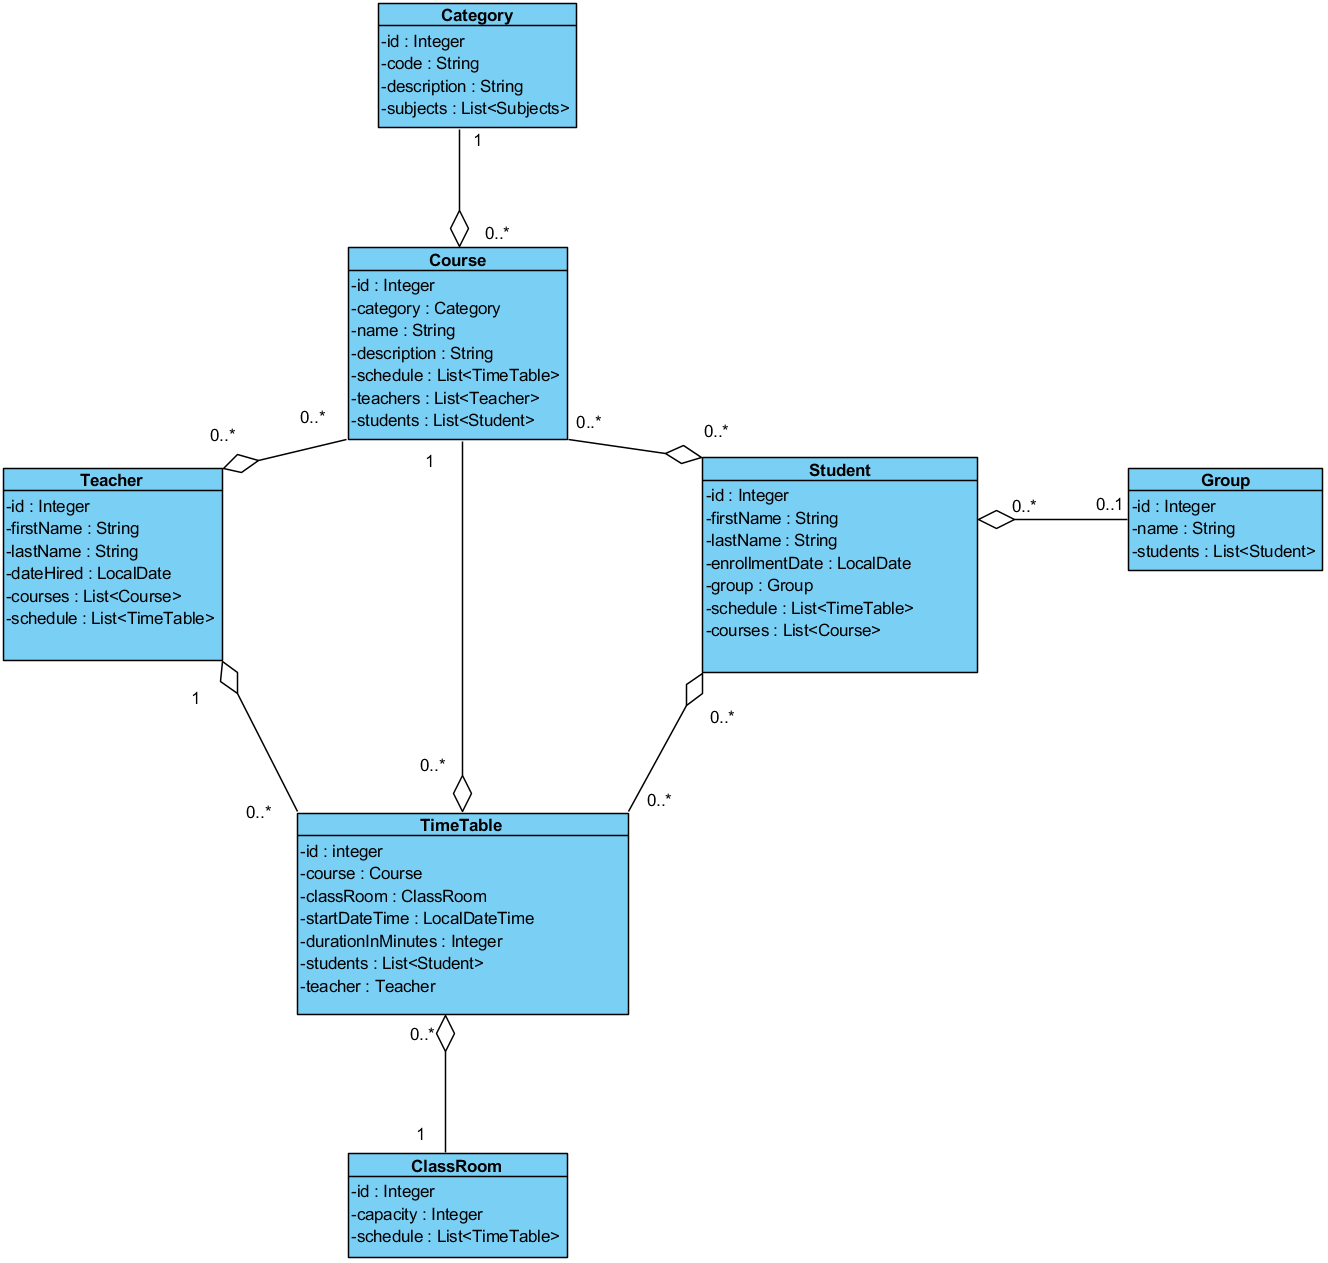 Category
-id : Integer
-code : String
-description : String
-subjects : List<Subjects>
1
0..*
Course
-id : Integer
-category : Category
-name : String
-description : String
-schedule : List<TimeTable>
-teachers : List<Teacher>
-students : List<Student>
0..*
0..*
1
0..*
0..*
Teacher
-id : Integer
-firstName : String
-lastName : String
-dateHired : LocalDate
-courses : List<Course>
-schedule : List<TimeTable>
Student
-id : Integer
-firstName : String
-lastName : String
-enrollmentDate : LocalDate
-group : Group
-schedule : List<TimeTable>
-courses : List<Course>
0..*
0..1
Group
-id : Integer
-name : String
-students : List<Student>
1
0..*
0..*
0..*
0..*
TimeTable
-id : integer
-course : Course
-classRoom : ClassRoom
-startDateTime : LocalDateTime
-durationInMinutes : Integer
-students : List<Student>
-teacher : Teacher
0..*
1
ClassRoom
-id : Integer
-capacity : Integer
-schedule : List<TimeTable>